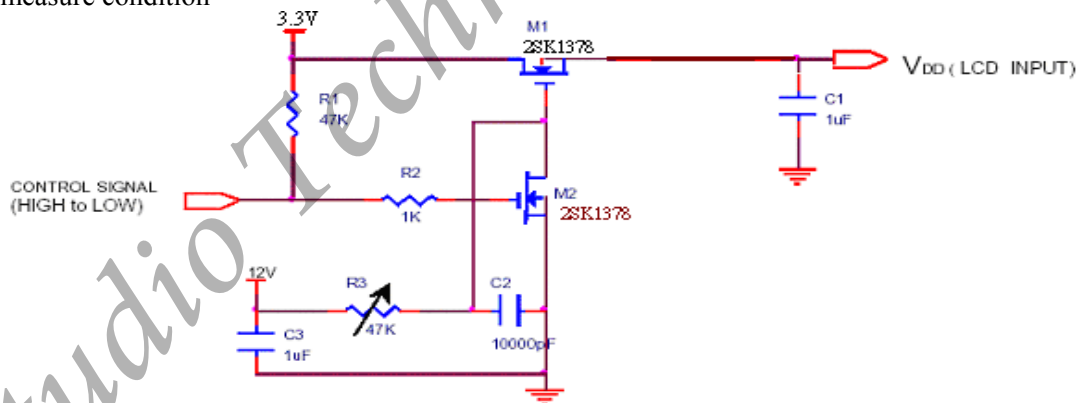 measure condition
3.3V
M1
2SK1378
VDD ( LCD INPUT)
R1
47K
C1
1uF
CONTROL SIGNAL
(HIGH to LOW)
R2
1K
M2
2SK1378
12V
R3
47K
C2
10000pF
C3
1uF